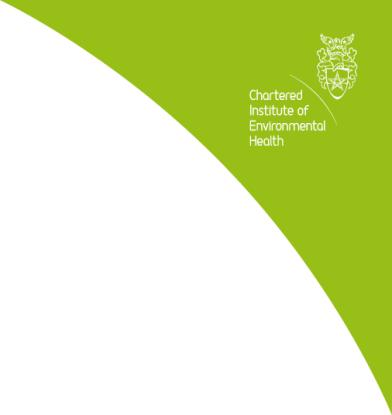 Chartered
Institute of
Environmental
Health